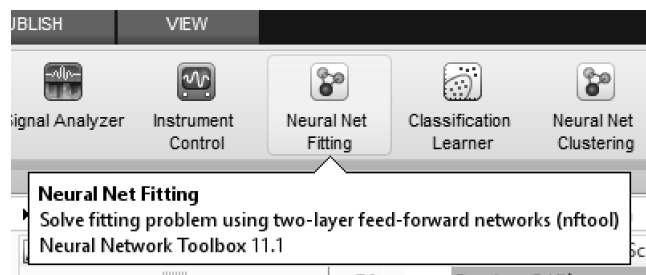 UBLISH VIEW
Signal Analyzer
Instrument Control
Neural Net Fitting
Classification Learner
Neural Net Clustering
Neural Net Fitting
Solve fitting problem using two-layer feed-forward networks (nftool)
Neural Network Toolbox 11.1